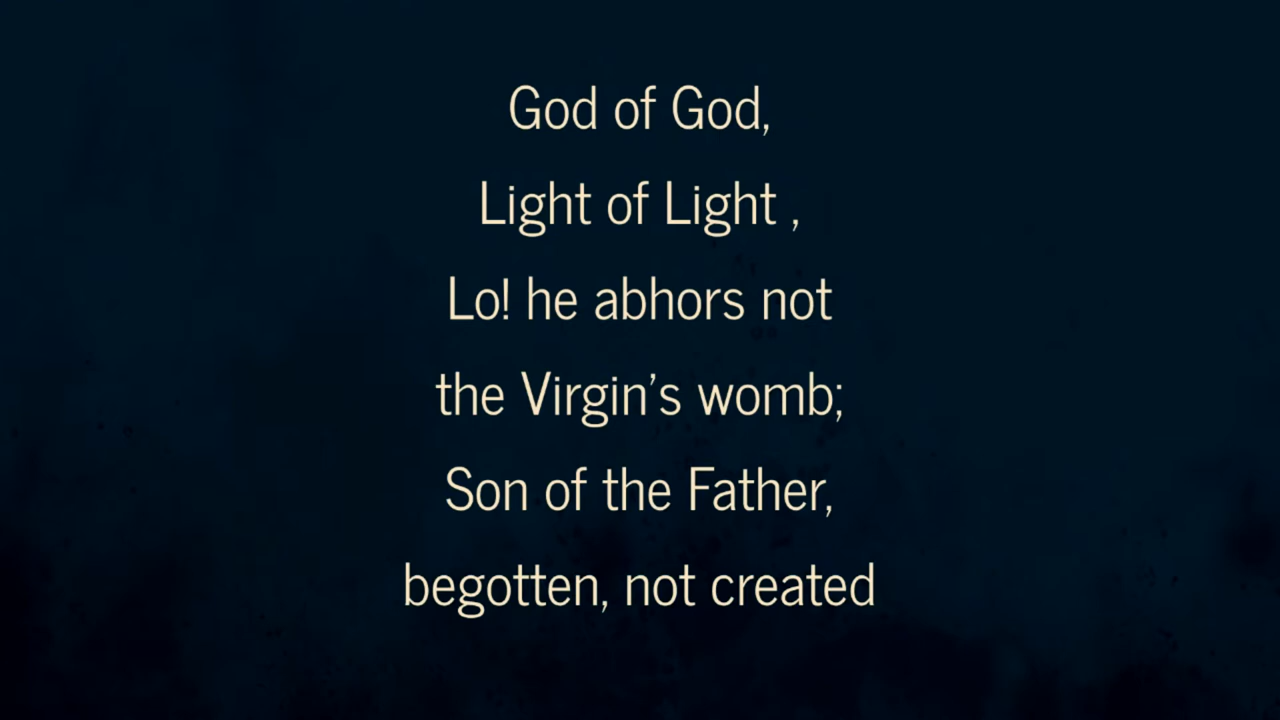 God of God,
Light of Light ,
Lo! he abhors not
the Virgin’s womb;
Son of the Father,
begotten, not created